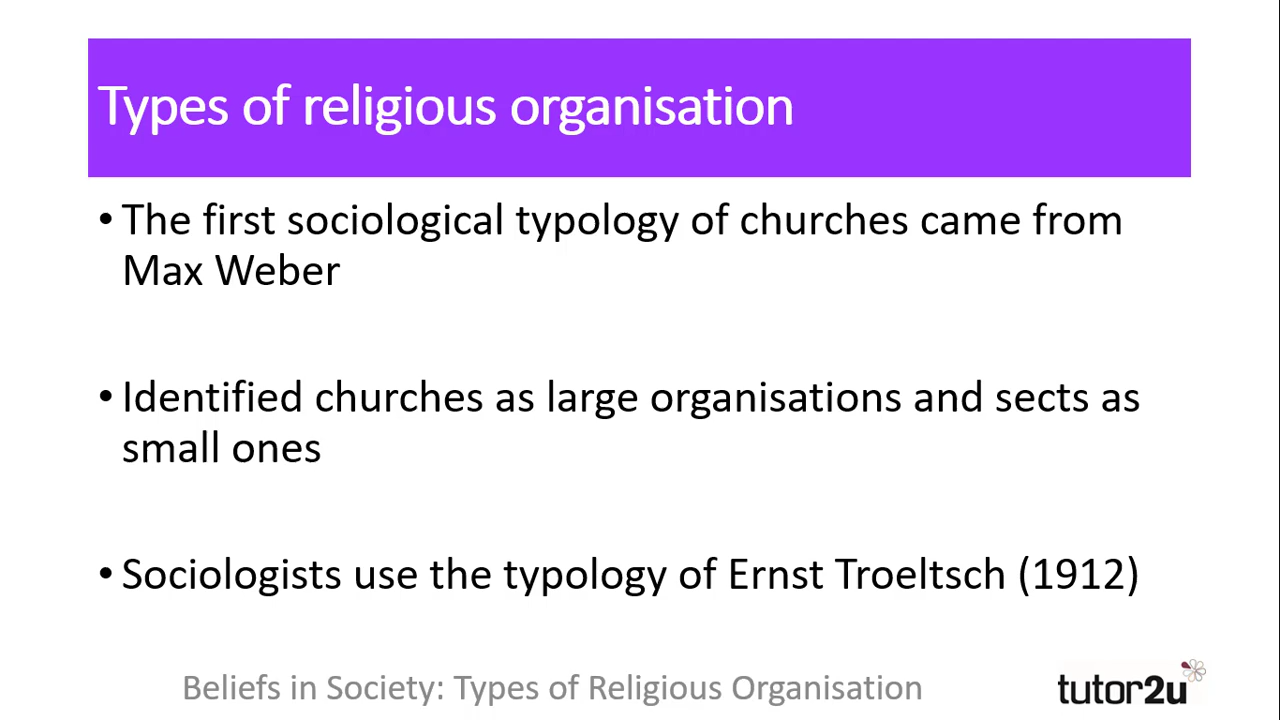 Types of religious organisation
• The first sociological typology of churches came from
Max Weber
• Identified churches as large organisations and sects as
small ones
• Sociologists use the typology of Ernst Troeltsch (1912)
Beliefs in Society: Types of Religious Organisation
tutor2u